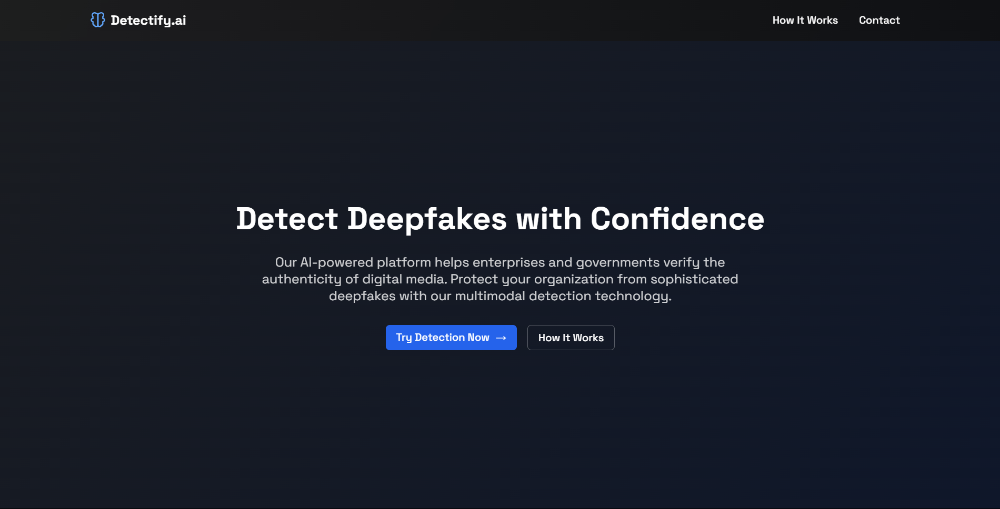 Detectify.ai
How It Works
Contact
Detect Deepfakes with Confidence
Our AI-powered platform helps enterprises and governments verify the
authenticity of digital media. Protect your organization from sophisticated
deepfakes with our multimodal detection technology.
Try Detection Now →
How It Works